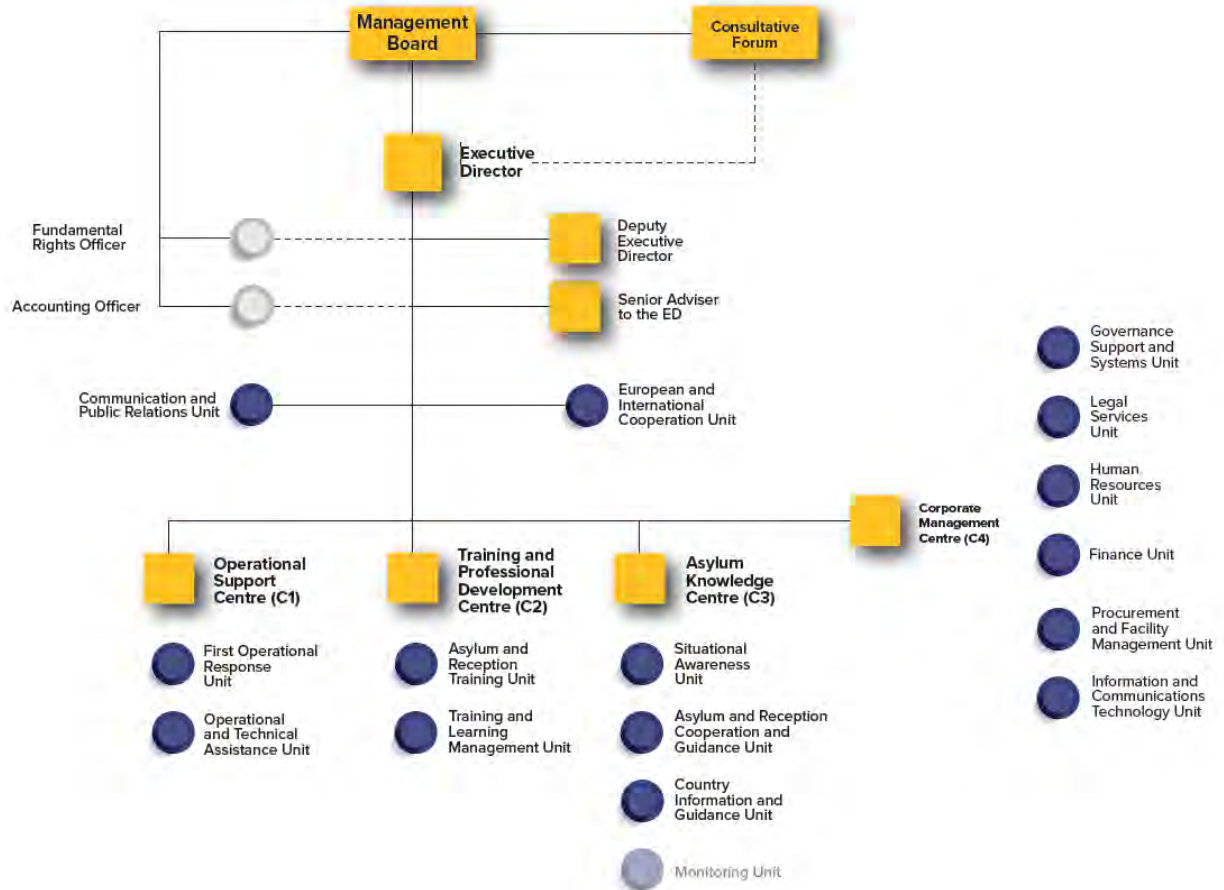 Management
Board
Consultative
Forum
Executive
Director
Fundamental
Rights Officer
Deputy
Executive
Director
Accounting Officer
Senior Adviser
to the ED
Communication and
Public Relations Unit
European and
International
Cooperation Unit
Governance
Support and
Systems Unit
Legal
Services
Unit
Human
Resources
Unit
Finance Unit
Procurement
and Facility
Management Unit
Information and
Communications
Technology Unit
Corporate
Management
Centre (C4)
Operational
Support
Centre (C1)
First Operational
Response
Unit
Operational
and Technical
Assistance Unit
Training and
Professional
Development
Centre (C2)
Asylum and
Reception
Training Unit
Training and
Learning
Management Unit
Asylum
Knowledge
Centre (C3)
Situational
Awareness
Unit
Asylum and Reception
Cooperation and
Guidance Unit
Country
Information and
Guidance Unit
Monitoring Unit